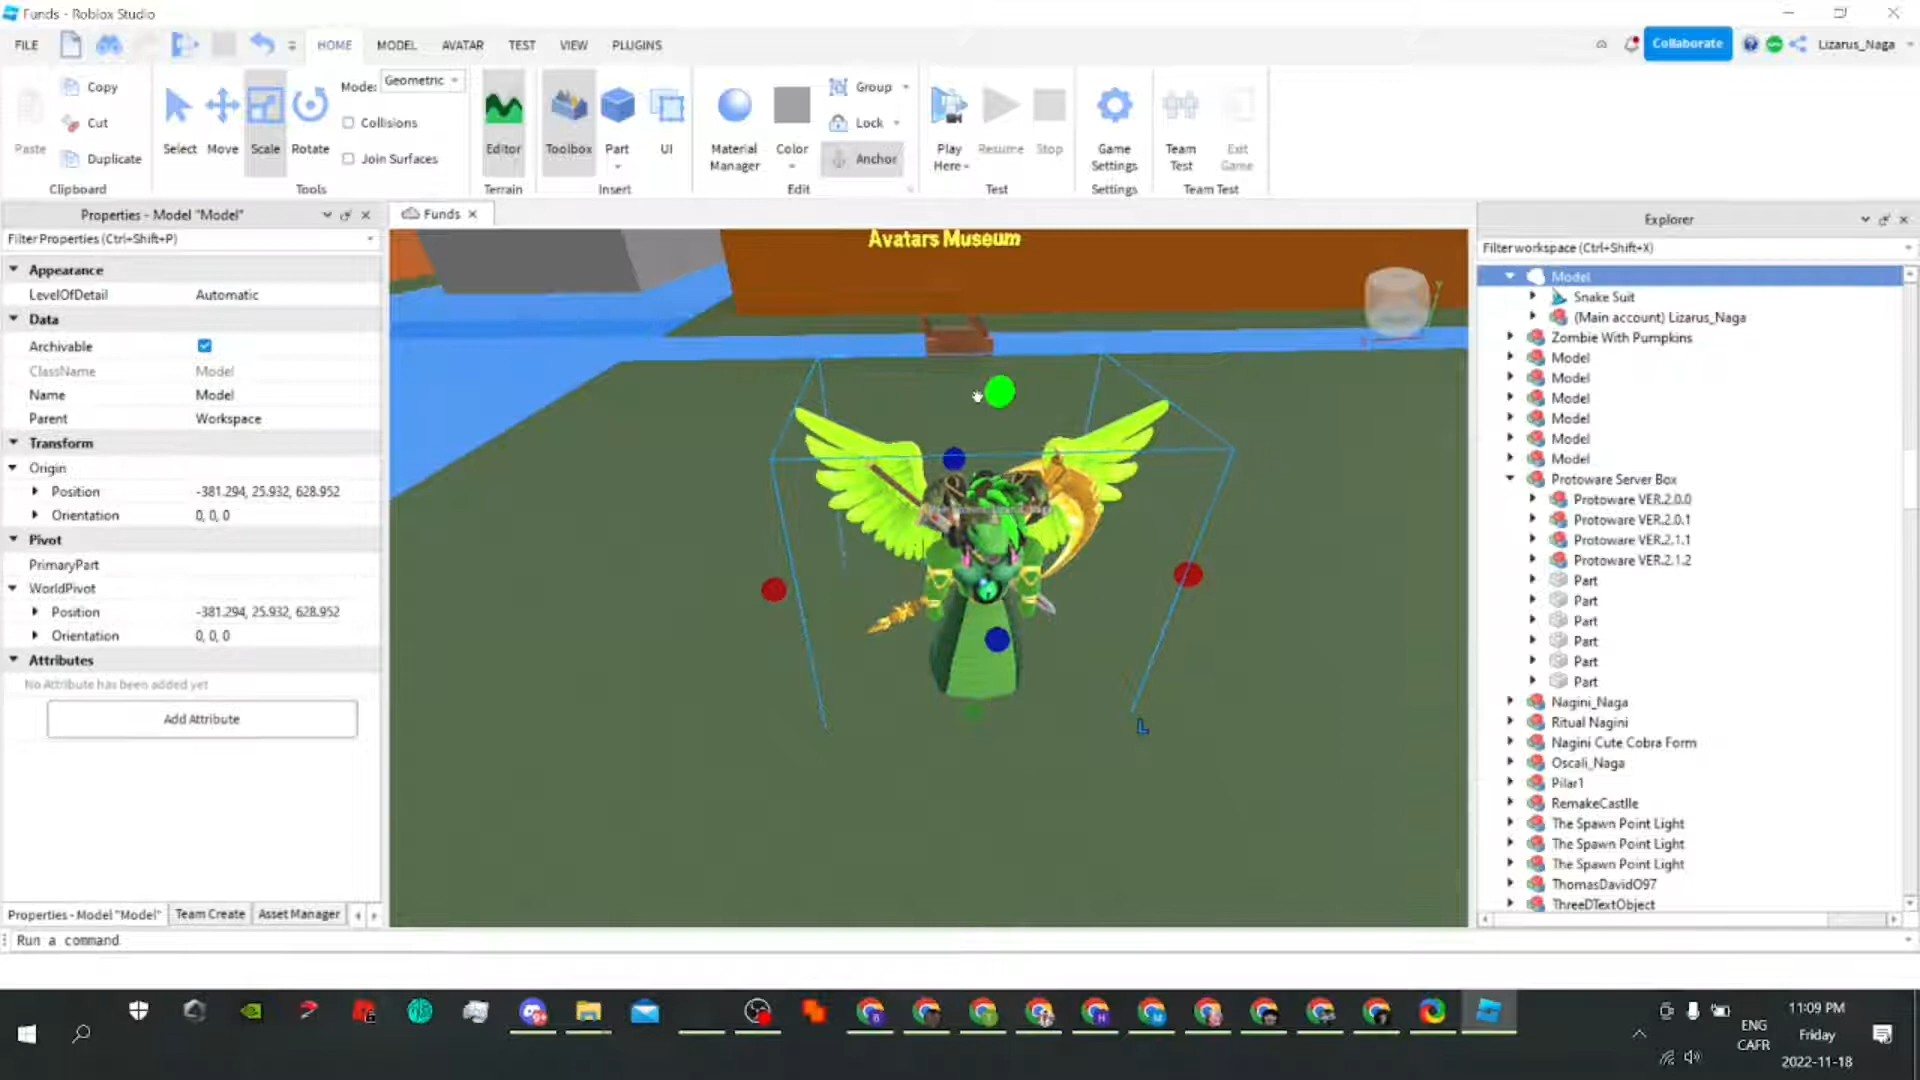 Funds - Roblox Studio
FILE
HOME
MODEL
AVATAR
TEST
VIEW
PLUGINS
Collaborate
Lizarus_Naga
Paste
Copy
Cut
Duplicate
Clipboard
Select
Move
Scale
Rotate
Mode:
Geometric
Collisions
Join Surfaces
Tools
Editor
Terrain
Toolbox
Part
UI
Insert
Material
Manager
Color
Group
Lock
Anchor
Edit
Play
Here
Resume
Stop
Test
Game
Settings
Settings
Team
Test
Exit
Game
Team Test
Properties - Model "Model"
Filter Properties (Ctrl+Shift+P)
Appearance
LevelOfDetail Automatic
Data
Archivable
ClassName Model
Name Model
Parent Workspace
Transform
Origin
Position -381.294, 25.932, 628.952
Orientation 0, 0, 0
Pivot
PrimaryPart
WorldPivot
Position -381.294, 25.932, 628.952
Orientation 0, 0, 0
Attributes
No Attribute has been added yet
Add Attribute
Properties - Model "Model"
Team Create
Asset Manager
Run a command
Funds
Avatars Museum
L
Explorer
Filter workspace (Ctrl+Shift+X)
Model
Snake Suit
(Main account) Lizarus_Naga
Zombie With Pumpkins
Model
Model
Model
Model
Model
Model
Protoware Server Box
Protoware VER.2.0.0
Protoware VER.2.0.1
Protoware VER.2.1.1
Protoware VER.2.1.2
Part
Part
Part
Part
Part
Part
Nagini_Naga
Ritual Nagini
Nagini Cute Cobra Form
Oscali_Naga
Pilar1
RemakeCastlle
The Spawn Point Light
The Spawn Point Light
The Spawn Point Light
ThomasDavidO97
ThreeDTextObject
ENG
CAFR
11:09 PM
Friday
2022-11-18